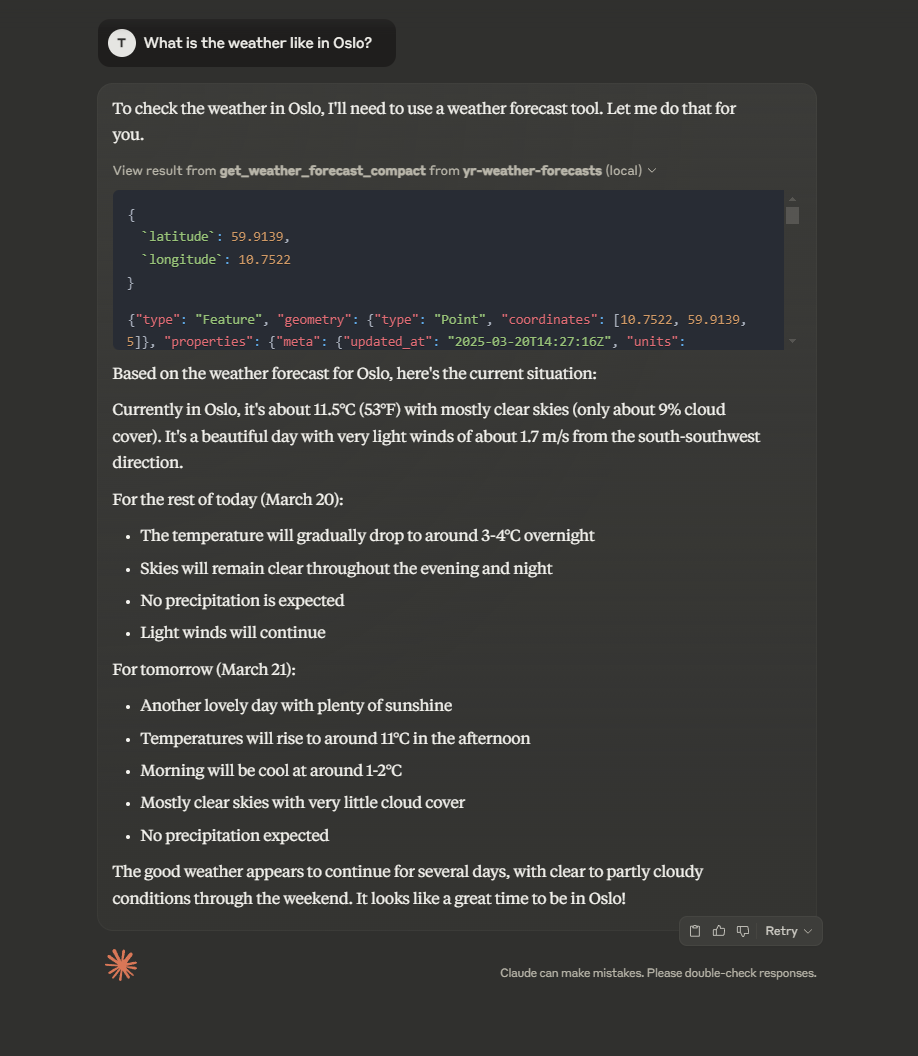 T What is the weather like in Oslo?
To check the weather in Oslo, I'll need to use a weather forecast tool. Let me do that for
you.
View result from get_weather_forecast_compact from yr-weather-forecasts (local)
{
`latitude`: 59.9139,
`longitude`: 10.7522
}
{"type": "Feature", "geometry": {"type": "Point", "coordinates": [10.7522, 59.9139,
5]}, "properties": {"meta": {"updated_at": "2025-03-20T14:27:16Z", "units":
Based on the weather forecast for Oslo, here's the current situation:
Currently in Oslo, it's about 11.5°C (53°F) with mostly clear skies (only about 9% cloud
cover). It's a beautiful day with very light winds of about 1.7 m/s from the south-southwest
direction.
For the rest of today (March 20):
• The temperature will gradually drop to around 3-4°C overnight
• Skies will remain clear throughout the evening and night
• No precipitation is expected
• Light winds will continue
For tomorrow (March 21):
• Another lovely day with plenty of sunshine
• Temperatures will rise to around 11°C in the afternoon
• Morning will be cool at around 1-2°C
• Mostly clear skies with very little cloud cover
• No precipitation expected
The good weather appears to continue for several days, with clear to partly cloudy
conditions through the weekend. It looks like a great time to be in Oslo!
Retry
Claude can make mistakes. Please double-check responses.